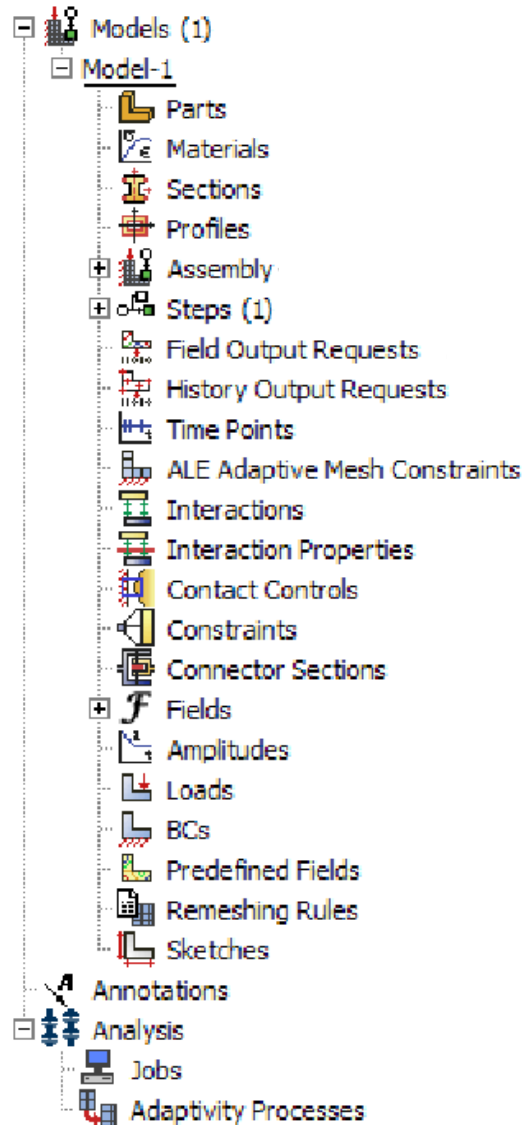 Models (1)
Model-1
Parts
Materials
Sections
Profiles
Assembly
Steps (1)
Field Output Requests
History Output Requests
Time Points
ALE Adaptive Mesh Constraints
Interactions
Interaction Properties
Contact Controls
Constraints
Connector Sections
Fields
Amplitudes
Loads
BCs
Predefined Fields
Remeshing Rules
Sketches
Annotations
Analysis
Jobs
Adaptivity Processes